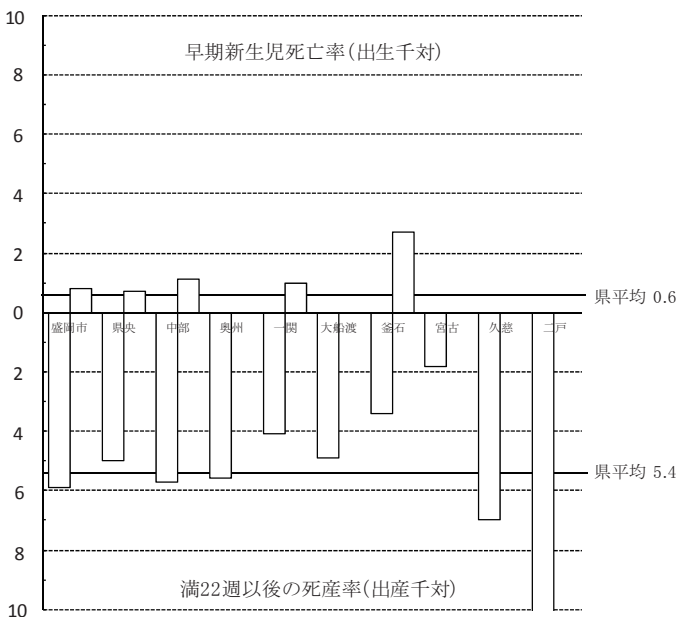 10
早期新生児死亡率(出生千対)
8
6
4
2
県平均 0.6
0
盛岡市 県央 中部 奥州 一関 大船渡 釜石 宮古 久慈 二戸
2
4
県平均 5.4
6
8
満22週以後の死産率(出産千対)
10